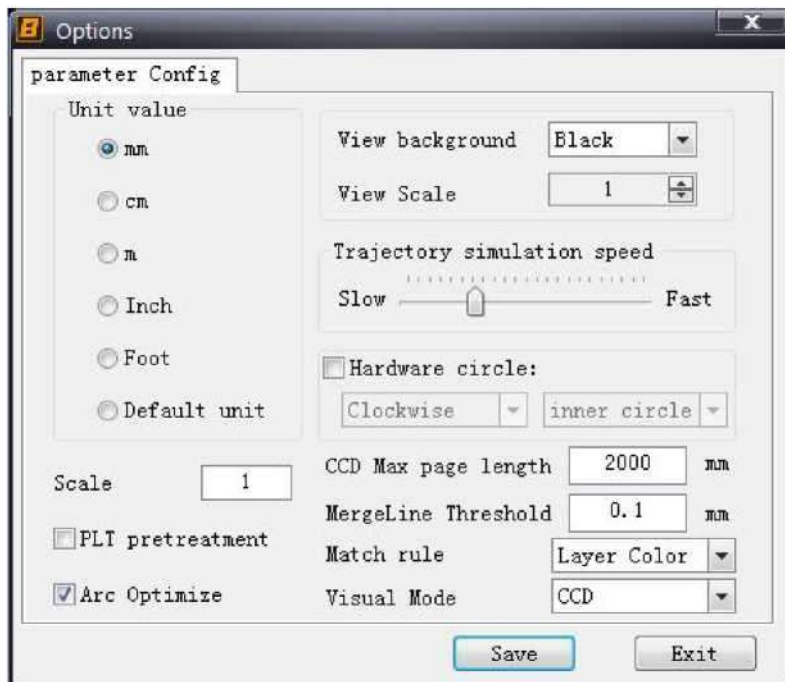 Options
parameter Config
Unit value
mm
cm
m
Inch
Foot
Default unit
Scale 1
PLT pretreatment
Arc Optimize
View background Black
View Scale 1
Trajectory simulation speed
Slow Fast
Hardware circle:
Clockwise inner circle
CCD Max page length 2000 mm
MergeLine Threshold 0.1 mm
Match rule Layer Color
Visual Mode CCD
Save Exit